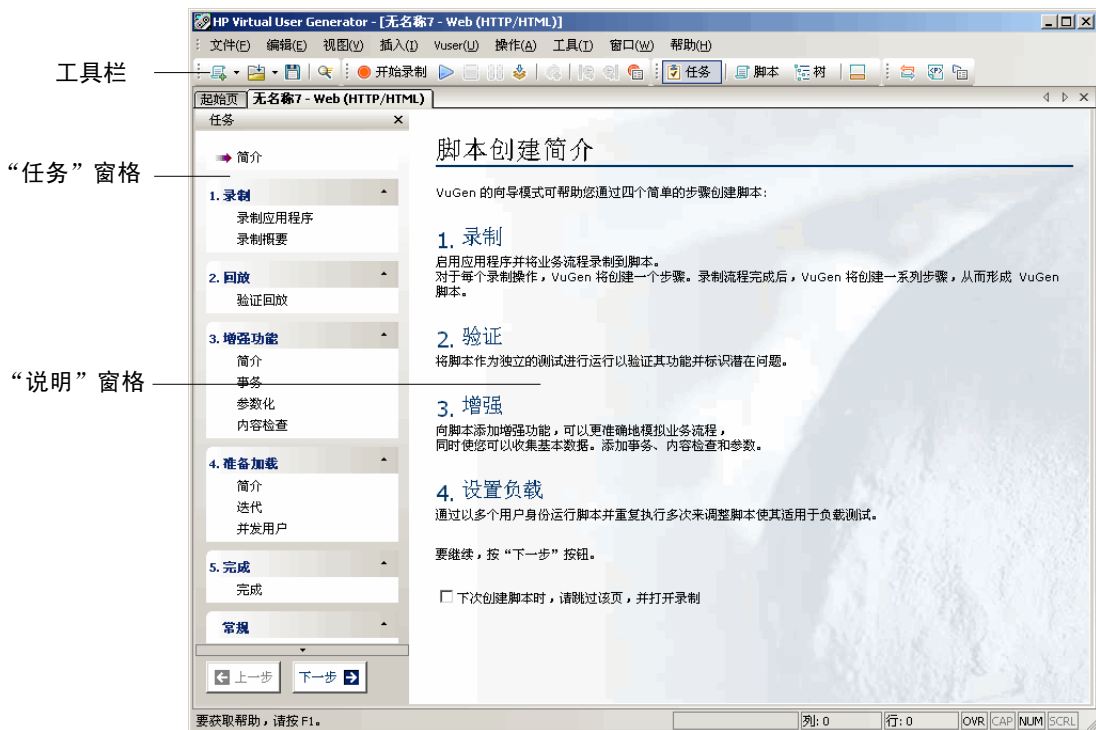 HP Virtual User Generator - [无名称7 - Web (HTTP/HTML)]
文件(F) 编辑(E) 视图(V) 插入(I) Vuser(U) 操作(A) 工具(T) 窗口(W) 帮助(H)
工具栏
开始录制 任务 脚本 树
起始页 无名称7 - Web (HTTP/HTML)
任务
简介
“任务”窗格
1. 录制
录制应用程序
录制概要
2. 回放
验证回放
3. 增强功能
简介
事务
参数化
内容检查
“说明”窗格
4. 准备加载
简介
迭代
并发用户
5. 完成
完成
常规
上一步 下一步
脚本创建简介
VuGen 的向导模式可帮助您通过四个简单的步骤创建脚本:
1. 录制
启用应用程序并将业务流程录制到脚本。
对于每个录制操作，VuGen 将创建一个步骤。录制流程完成后，VuGen 将创建一系列步骤，从而形成 VuGen
脚本。
2. 验证
将脚本作为独立的测试进行运行以验证其功能并标识潜在问题。
3. 增强
向脚本添加增强功能，可以更准确地模拟业务流程，
同时使您可以收集基本数据。添加事务、内容检查和参数。
4. 设置负载
通过以多个用户身份运行脚本并重复执行多次来调整脚本使其适用于负载测试。
要继续，按“下一步”按钮。
下次创建脚本时，请跳过该页，并打开录制
要获取帮助，请按 F1。 列: 0 行: 0 OVR CAP NUM SCRL